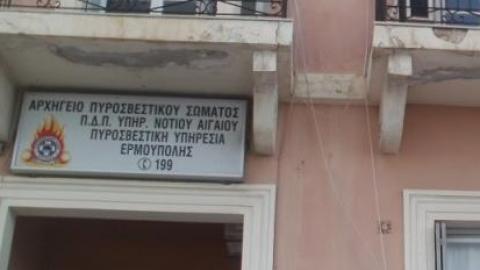 ΑΡΧΗΓΕΙΟ ΠΥΡΟΣΒΕΣΤΙΚΟΥ ΣΩΜΑΤΟΣ
Π.Δ.Π. ΥΠΗΡ. ΝΟΤΙΟΥ ΑΙΓΑΙΟΥ
ΠΥΡΟΣΒΕΣΤΙΚΗ ΥΠΗΡΕΣΙΑ
ΕΡΜΟΥΠΟΛΗΣ
✆ 199